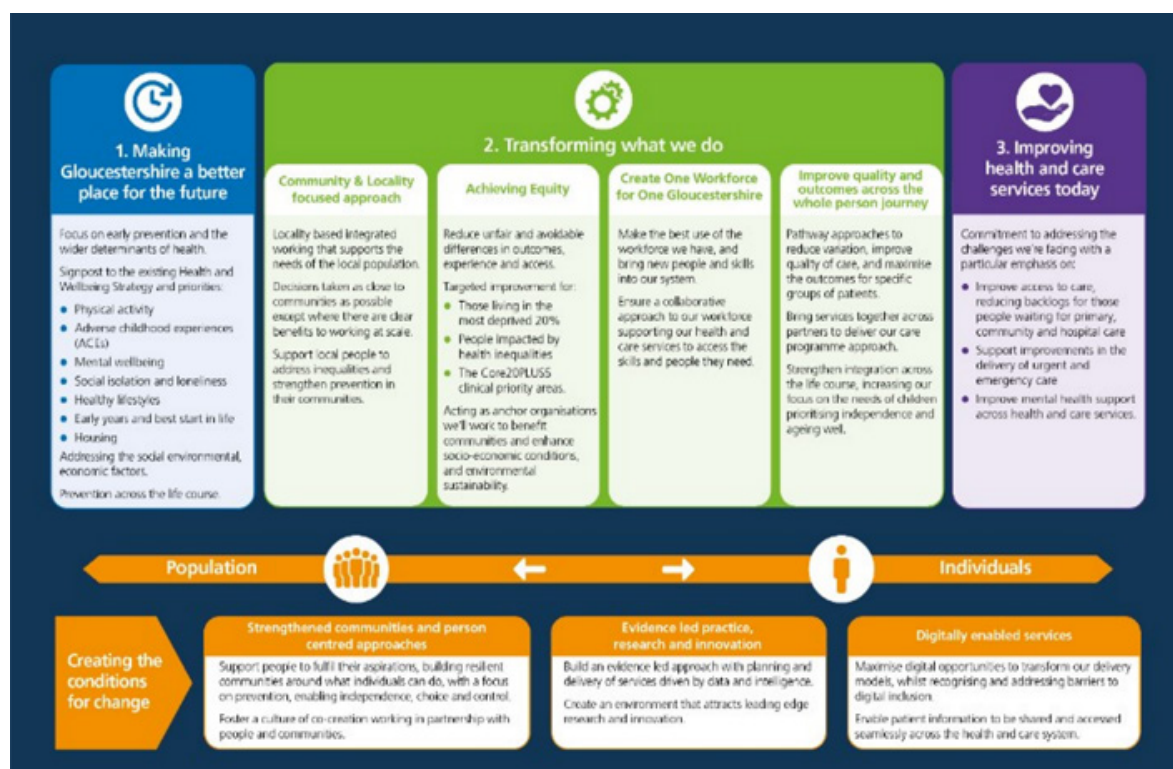 1. Making
Gloucestershire a better
place for the future
Focus on early prevention and the
wider determinants of health.
Signpost to the existing Health and
Wellbeing Strategy and priorities:
Physical activity
Adverse childhood experiences
(ACEs)
Mental wellbeing
Social isolation and loneliness
Healthy lifestyles
Early years and best start in life
Housing
Addressing the social environmental,
economic factors.
Prevention across the life course.
2. Transforming what we do
Community & Locality
focused approach
Locality based integrated
working that supports the
needs of the local population.
Decisions taken as close to
communities as possible
except where there are clear
benefits to working at scale.
Support local people to
address inequalities and
strengthen prevention in
their communities.
Achieving Equity
Reduce unfair and avoidable
differences in outcomes,
experience and access.
Targeted improvement for:
Those living in the
most deprived 20%
People impacted by
health inequalities
The Core20PLUS5
clinical priority areas.
Acting as anchor organisations
we'll work to benefit
communities and enhance
socio-economic conditions,
and environmental
sustainability.
Create One Workforce
for One Gloucestershire
Make the best use of the
workforce we have, and
bring new people and skills
into our system.
Ensure a collaborative
approach to our workforce
supporting our health and
care services to access the
skills and people they need.
Improve quality and
outcomes across the
whole person journey
Pathway approaches to
reduce variation, improve
quality of care, and maximise
the outcomes for specific
groups of patients.
Bring services together across
partners to deliver our care
programme approach.
Strengthen integration across
the life course, increasing our
focus on the needs of children
prioritising independence and
ageing well.
3. Improving
health and care
services today
Commitment to addressing the
challenges we're facing with a
particular emphasis on:
Improve access to care,
reducing backlogs for those
people waiting for primary,
community and hospital care
Support improvements in the
delivery of urgent and
emergency care
Improve mental health support
across health and care services.
Population
Individuals
Creating the
conditions
for change
Strengthened communities and person
centred approaches
Support people to fulfil their aspirations, building resilient
communities around what individuals can do, with a focus
on prevention, enabling independence, choice and control.
Foster a culture of co-creation working in partnership with
people and communities.
Evidence led practice,
research and innovation
Build an evidence led approach with planning and
delivery of services driven by data and intelligence.
Create an environment that attracts leading edge
research and innovation.
Digitally enabled services
Maximise digital opportunities to transform our delivery
models, whilst recognising and addressing barriers to
digital inclusion.
Enable patient information to be shared and accessed
seamlessly across the health and care system.